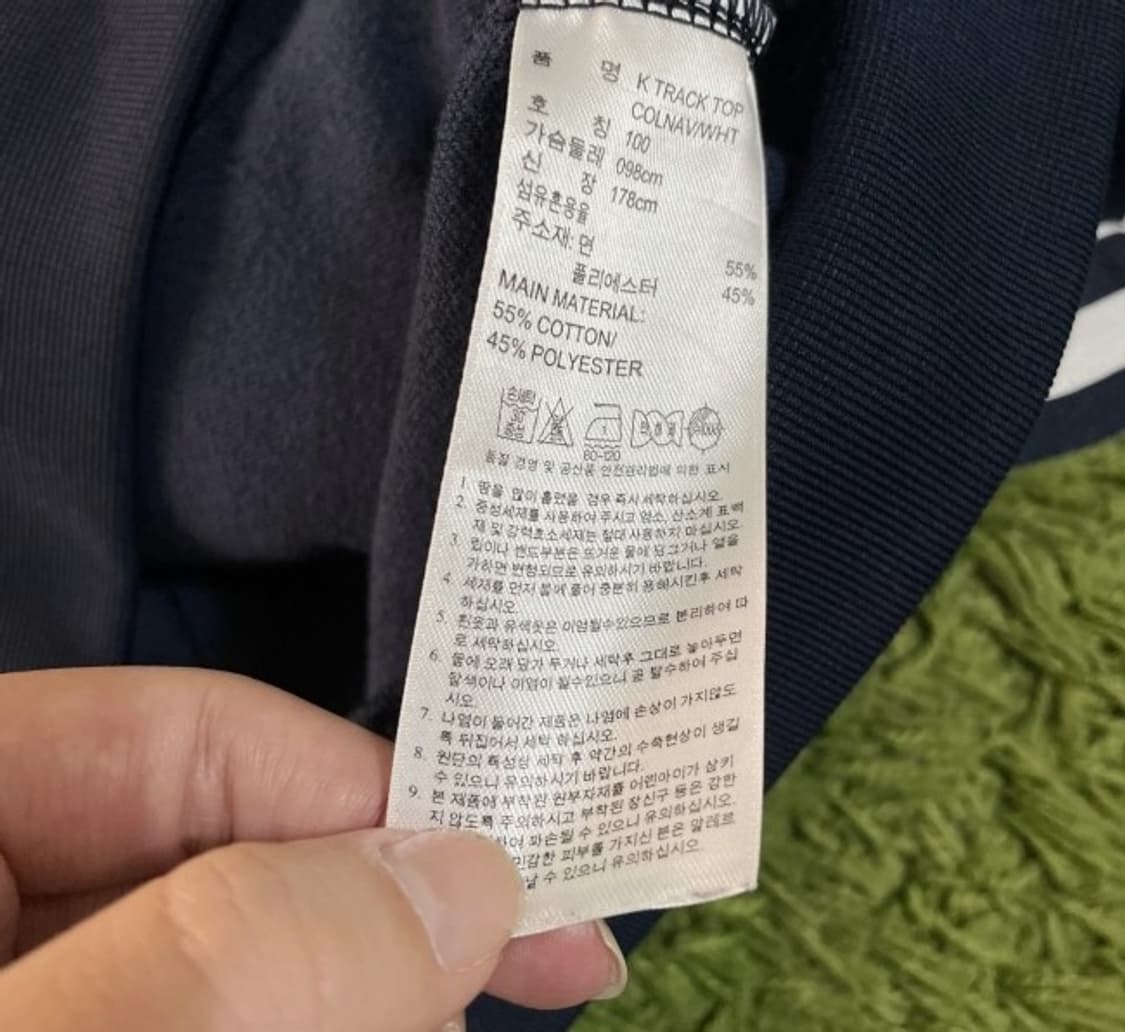 품 명 K TRACK TOP
COLNAV/WHT
호 칭 100
가슴둘레 098cm
신 장 178cm
섬유혼용율
주소재: 면 55%
폴리에스터 45%
MAIN MATERIAL:
55% COTTON/
45% POLYESTER
손세탁
30
중성
1
80-120
품질 경영 및 공산품 안전관리법에 의한 표시
1. 땀을 많이 흘렸을 경우 즉시 세탁하십시오.
2. 중성세제를 사용하여 주시고 염소, 산소계 표백
제 및 강력효소세제는 절대 사용하지 마십시오.
3. 립이나 밴드부분은 뜨거운 물에 담그거나 열을
가하면 변형되므로 유의하시기 바랍니다.
4. 세제를 먼저 물에 풀어 충분히 용해시킨후 세탁
하십시오.
5. 흰옷과 유색옷은 이염될수있으므로 분리하여 따
로 세탁하십시오.
6. 물에 오래 담가 두거나 세탁후 그대로 놓아두면
탈색이나 이염이 될수있으니 곧 탈수하여 주십
시오.
7. 나염이 들어간 제품은 나염에 손상이 가지않도
록 뒤집어서 세탁 하십시오.
8. 원단의 특성상 세탁 후 약간의 수축현상이 생길
수 있으니 유의하시기 바랍니다.
9. 본 제품에 부착된 원부자재를 어린아이가 삼키
지 않도록 주의하시고 부착된 장신구 등은 강한
하여 파손될 수 있으니 유의하십시오.
민감한 피부를 가지신 분은 알레르
날 수 있으니 유의하십시오.